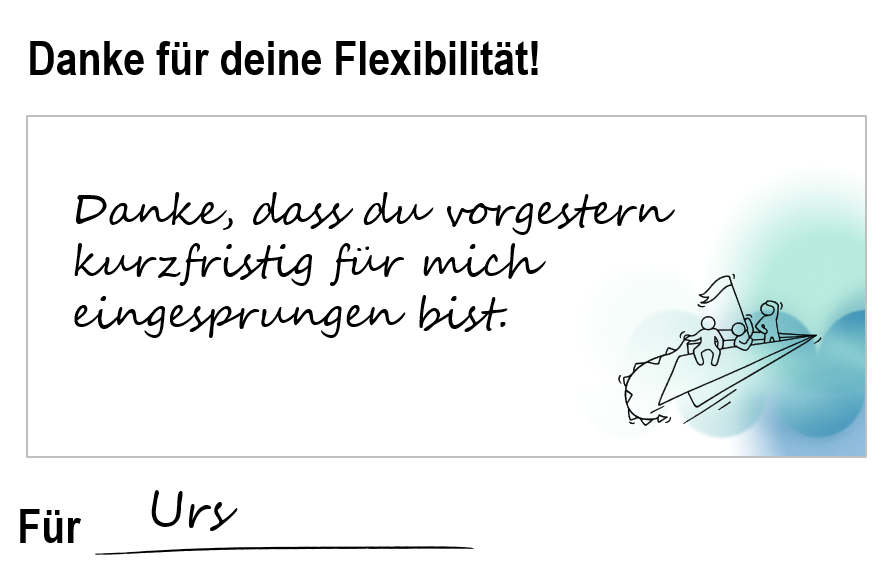 Danke für deine Flexibilität!
Danke, dass du vorgestern
kurzfristig für mich
eingesprungen bist.
Für Urs